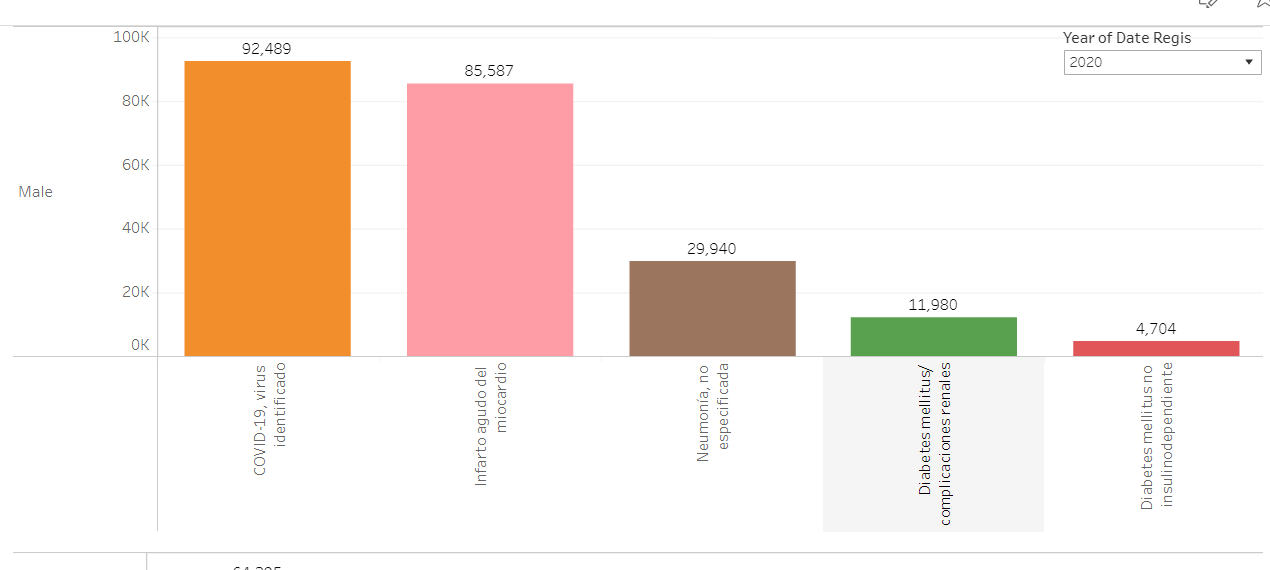 Year of Date Regis
2020
100K
80K
60K
40K
20K
0K
Male
92,489
85,587
29,940
11,980
4,704
COVID-19, virus
identificado
Infarto agudo del
miocardio
Neumonía, no
especificada
Diabetes mellitus/
complicaciones renales
Diabetes mellitus no
insulinodependiente